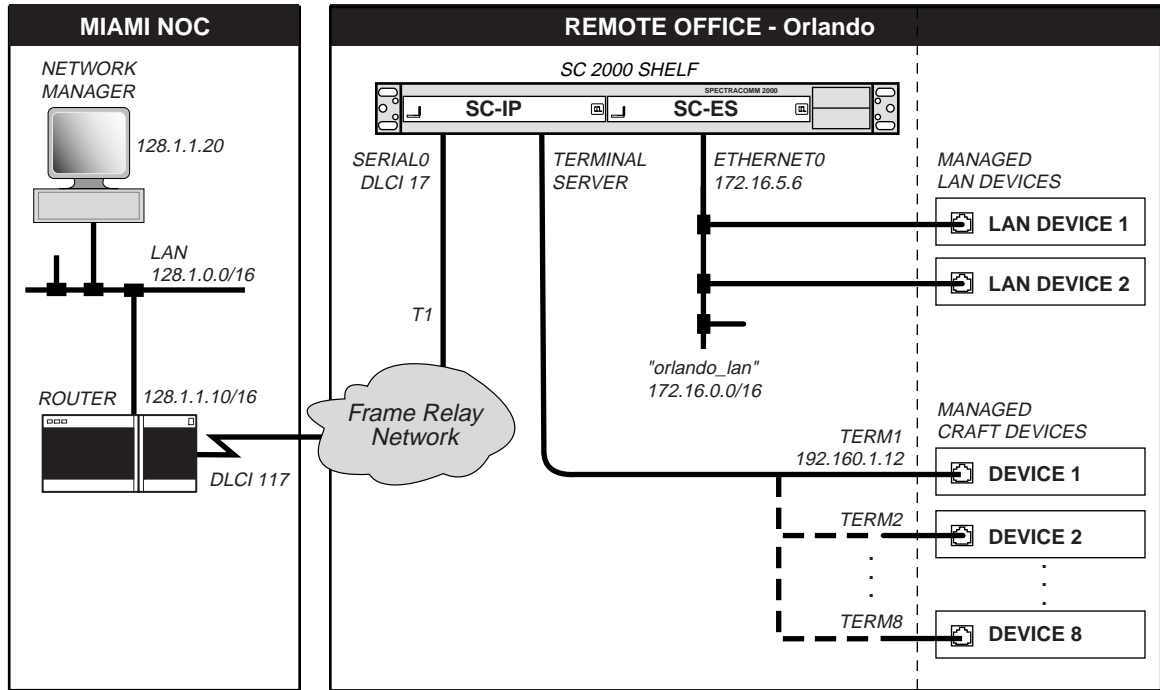 MIAMI NOC
NETWORK
MANAGER
128.1.1.20
LAN
128.1.0.0/16
ROUTER
128.1.1.10/16
DLCI 117
REMOTE OFFICE - Orlando
SC 2000 SHELF
SPECTRACOMM 2000
SC-IP
SC-ES
SERIAL0
DLCI 17
TERMINAL
SERVER
ETHERNET0
172.16.5.6
MANAGED
LAN DEVICES
LAN DEVICE 1
LAN DEVICE 2
T1
"orlando_lan"
172.16.0.0/16
Frame Relay
Network
MANAGED
CRAFT DEVICES
TERM1
192.160.1.12
DEVICE 1
TERM2
DEVICE 2
TERM8
DEVICE 8